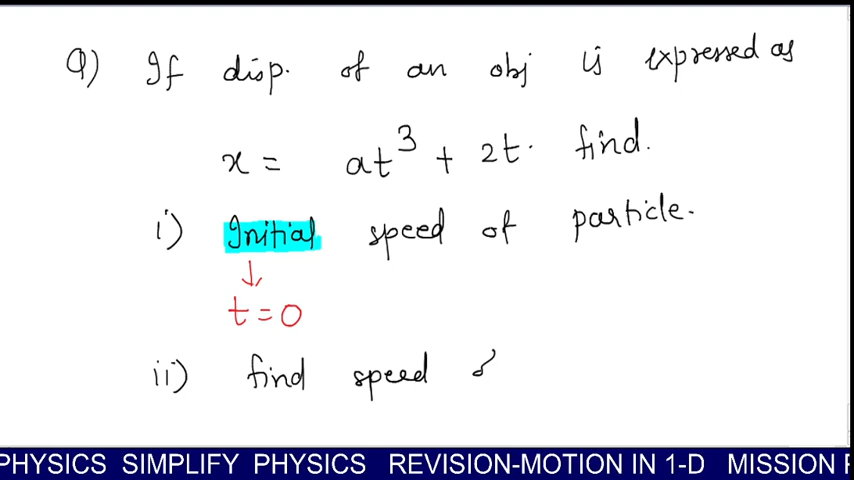 Q) If disp. of an obj is expressed as
x = at³ + 2t. find.
i) Initial speed of particle.
↓
t = 0
ii) find speed
PHYSICS SIMPLIFY PHYSICS REVISION-MOTION IN 1-D MISSION